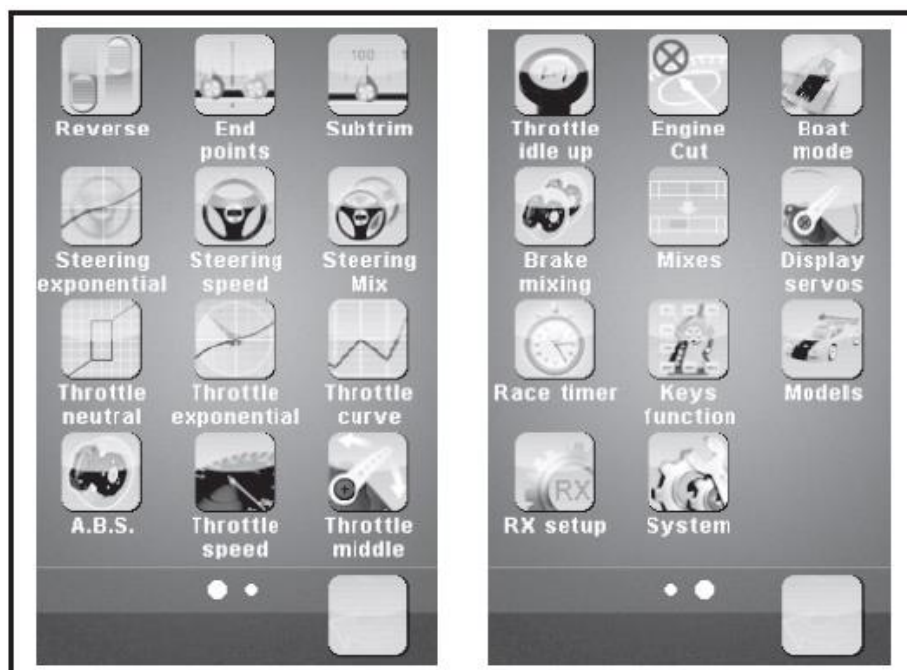 Reverse
End
points
Subtrim
Steering
exponential
Steering
speed
Steering
Mix
Throttle
neutral
Throttle
exponential
Throttle
curve
A.B.S.
Throttle
speed
Throttle
middle
Throttle
idle up
Engine
Cut
Boat
mode
Brake
mixing
Mixes
Display
servos
Race timer
Keys
function
Models
RX setup
System
100
RX